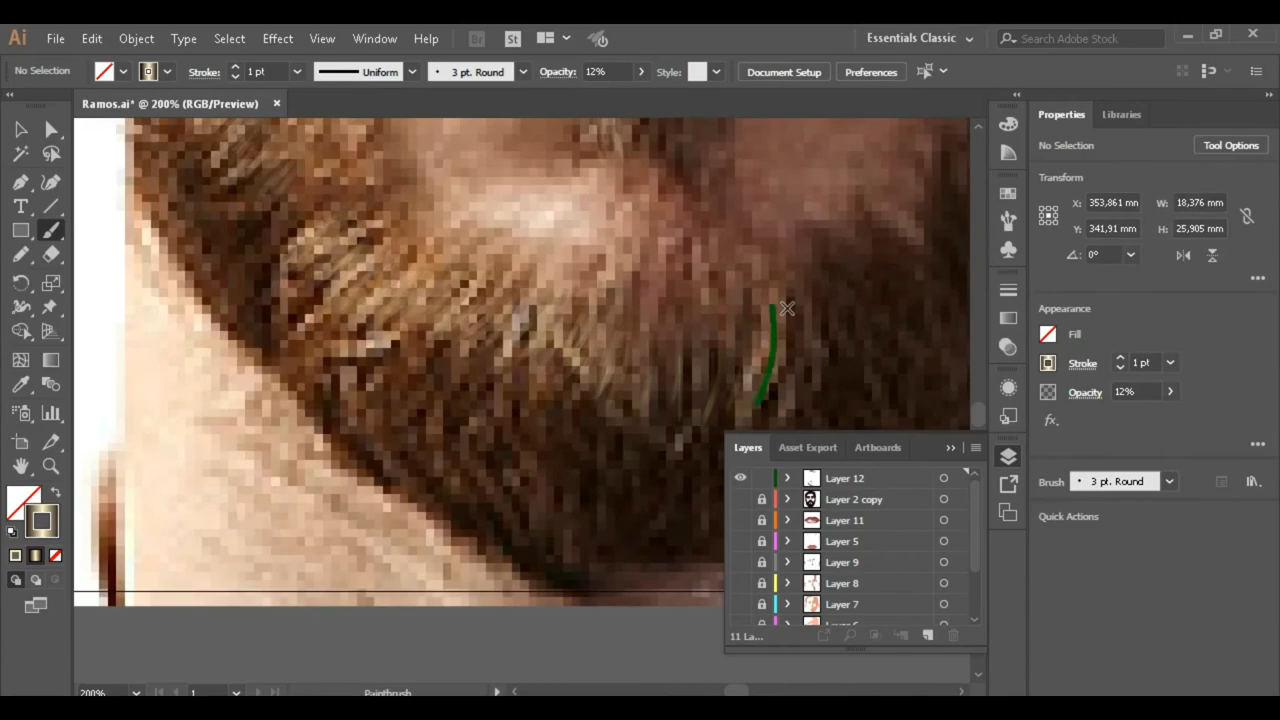 Ai File Edit Object Type Select Effect View Window Help Br St Essentials Classic Search Adobe Stock
No Selection Stroke: 1 pt Uniform 3 pt. Round Opacity: 12% Style: Document Setup Preferences
Ramos.ai* @ 200% (RGB/Preview)
Properties Libraries
No Selection Tool Options
Transform
X: 353,861 mn W: 18,376 mm
Y: 341,91 mm H: 25,905 mm
0°
Appearance
Fill
Stroke 1 pt
Opacity 12%
fx.
Brush 3 pt. Round
Quick Actions
Layers Asset Export Artboards
Layer 12
Layer 2 copy
Layer 11
Layer 5
Layer 9
Layer 8
Layer 7
11 La...
200% 1 Paintbrush